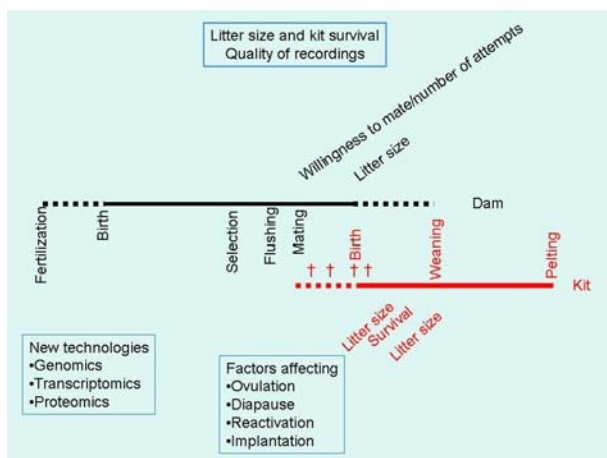 Litter size and kit survival
Quality of recordings
Willingness to mate/number of attempts
Litter size
Dam
Fertilization
Birth
Selection
Flushing
Mating
Birth
Weaning
Pelting
Kit
Litter size
Survival
Litter size
New technologies
•Genomics
•Transcriptomics
•Proteomics
Factors affecting
•Ovulation
•Diapause
•Reactivation
•Implantation